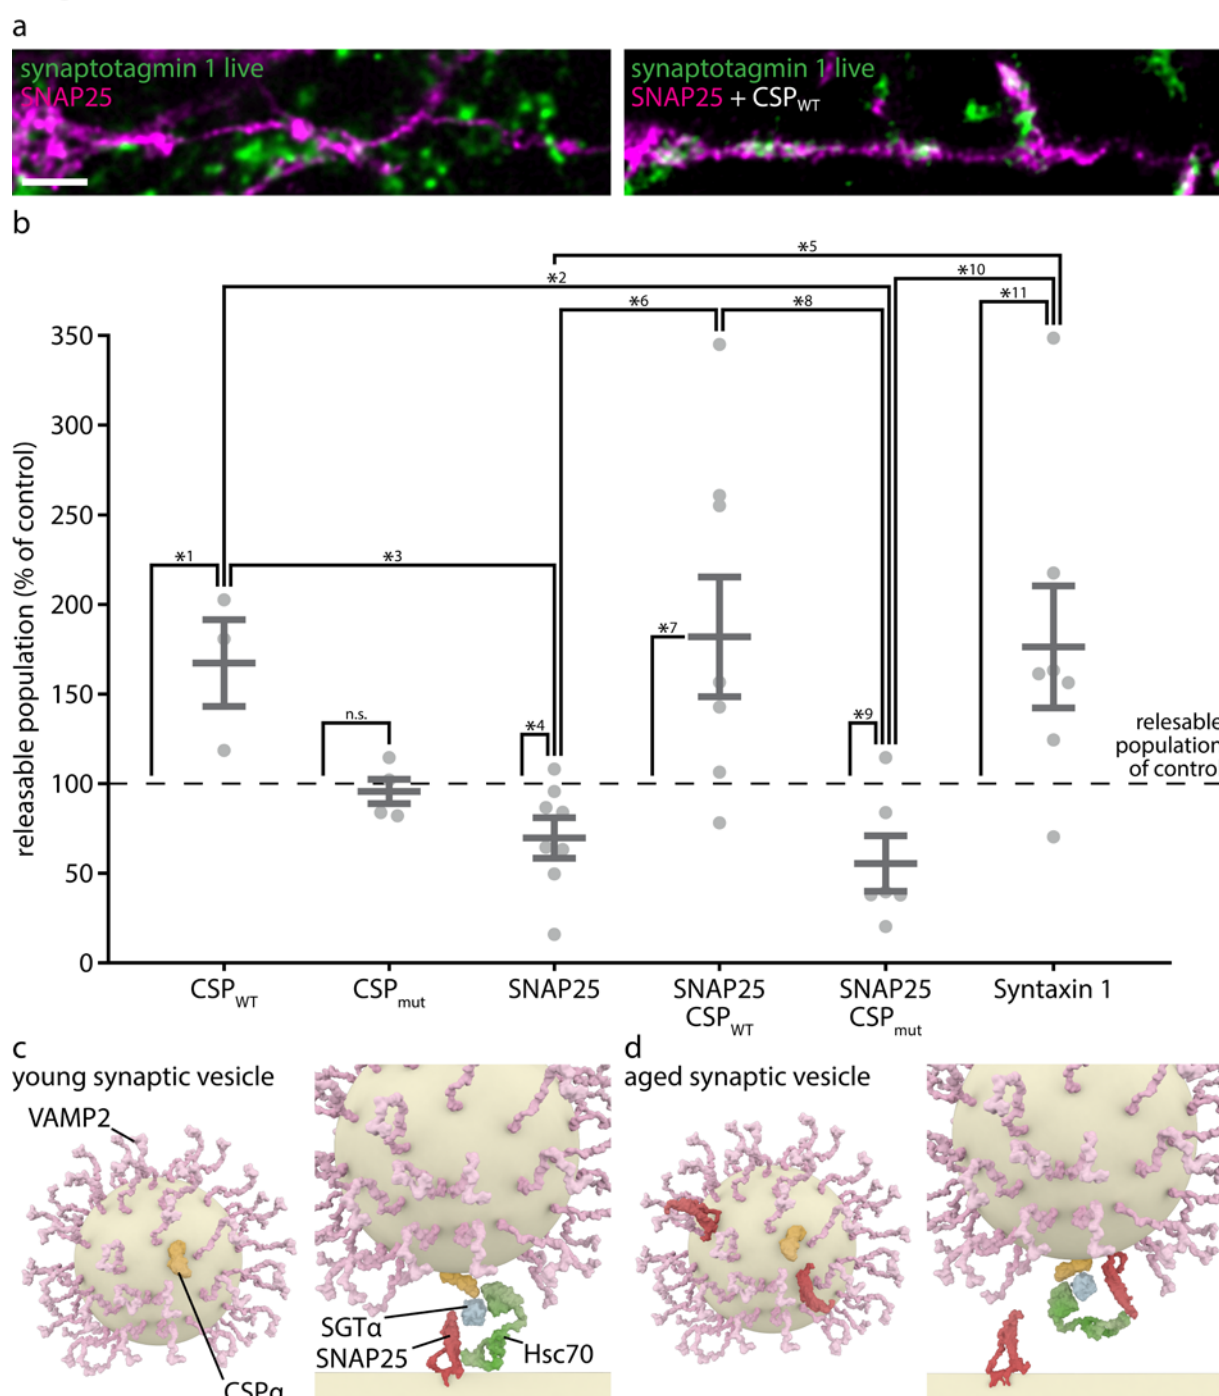 a
synaptotagmin 1 live
SNAP25
synaptotagmin 1 live
SNAP25 + CSPWT
b
*5
*2
*10
*6
*8
*11
350
300
250
200
150
100
50
0
releasable population (% of control)
*1
*3
*7
n.s.
*4
*9
relesable
population
of control
CSPWT
CSPmut
SNAP25
SNAP25
CSPWT
SNAP25
CSPmut
Syntaxin 1
c
young synaptic vesicle
VAMP2
CSPα
SGTα
SNAP25
Hsc70
d
aged synaptic vesicle